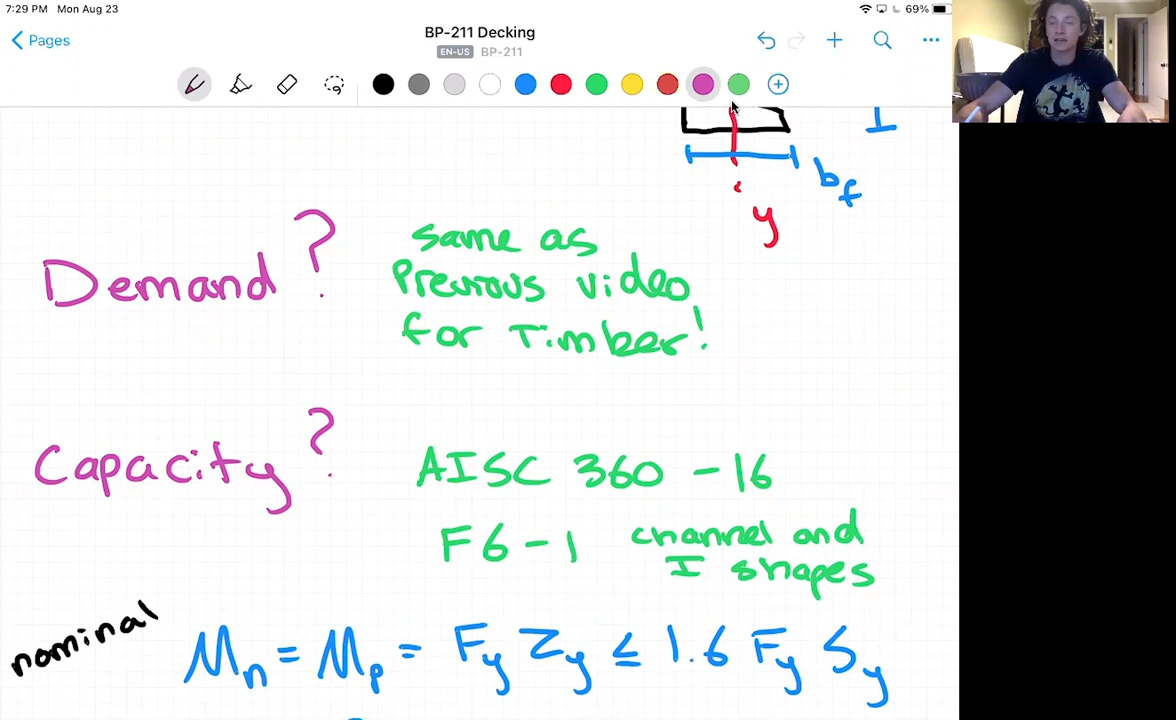 7:29 PM Mon Aug 23
69%
Pages
BP-211 Decking
EN-US BP-211
I
bf
y
Demand?
same as
Previous video
for Timber!
Capacity?
AISC 360-16
F6-1 channel and
I shapes
nominal
Mn = Mp = Fy Zy ≤ 1.6 Fy Sy